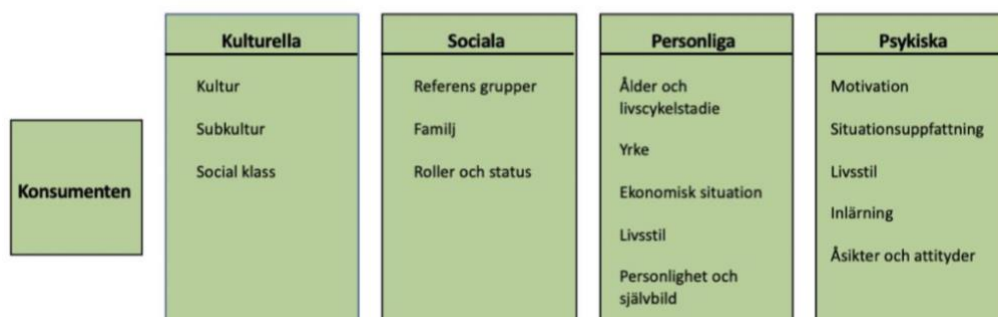 Konsumenten
Kulturella
Kultur
Subkultur
Social klass
Sociala
Referens grupper
Familj
Roller och status
Personliga
Ålder och
livscykelstadie
Yrke
Ekonomisk situation
Livsstil
Personlighet och
självbild
Psykiska
Motivation
Situationsuppfattning
Livsstil
Inlärning
Åsikter och attityder